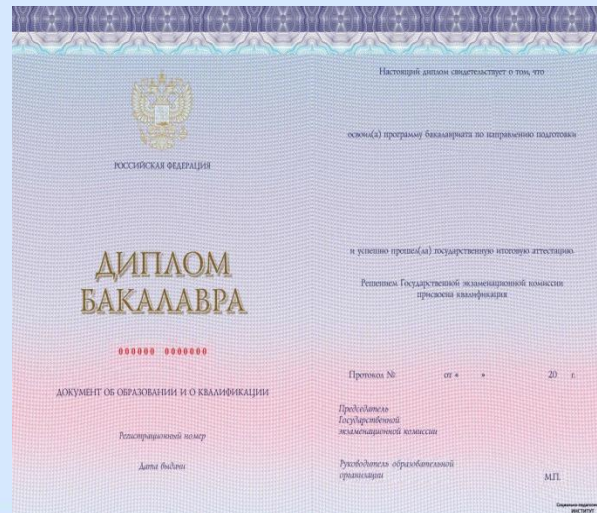 РОССИЙСКАЯ ФЕДЕРАЦИЯ
ДИПЛОМ
БАКАЛАВРА
000000 0000000
ДОКУМЕНТ ОБ ОБРАЗОВАНИИ И О КВАЛИФИКАЦИИ
Регистрационный номер
Дата выдачи
Настоящий диплом свидетельствует о том, что
освоил(а) программу бакалавриата по направлению подготовки
и успешно прошел(ла) государственную итоговую аттестацию.
Решением Государственной экзаменационной комиссии
присвоена квалификация
Протокол № от « » 20 г.
Председатель
Государственной
экзаменационной комиссии
Руководитель образовательной
организации
М.П.
ИНСТИТУТ